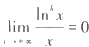 lim ln^k x / x = 0
x→+∞